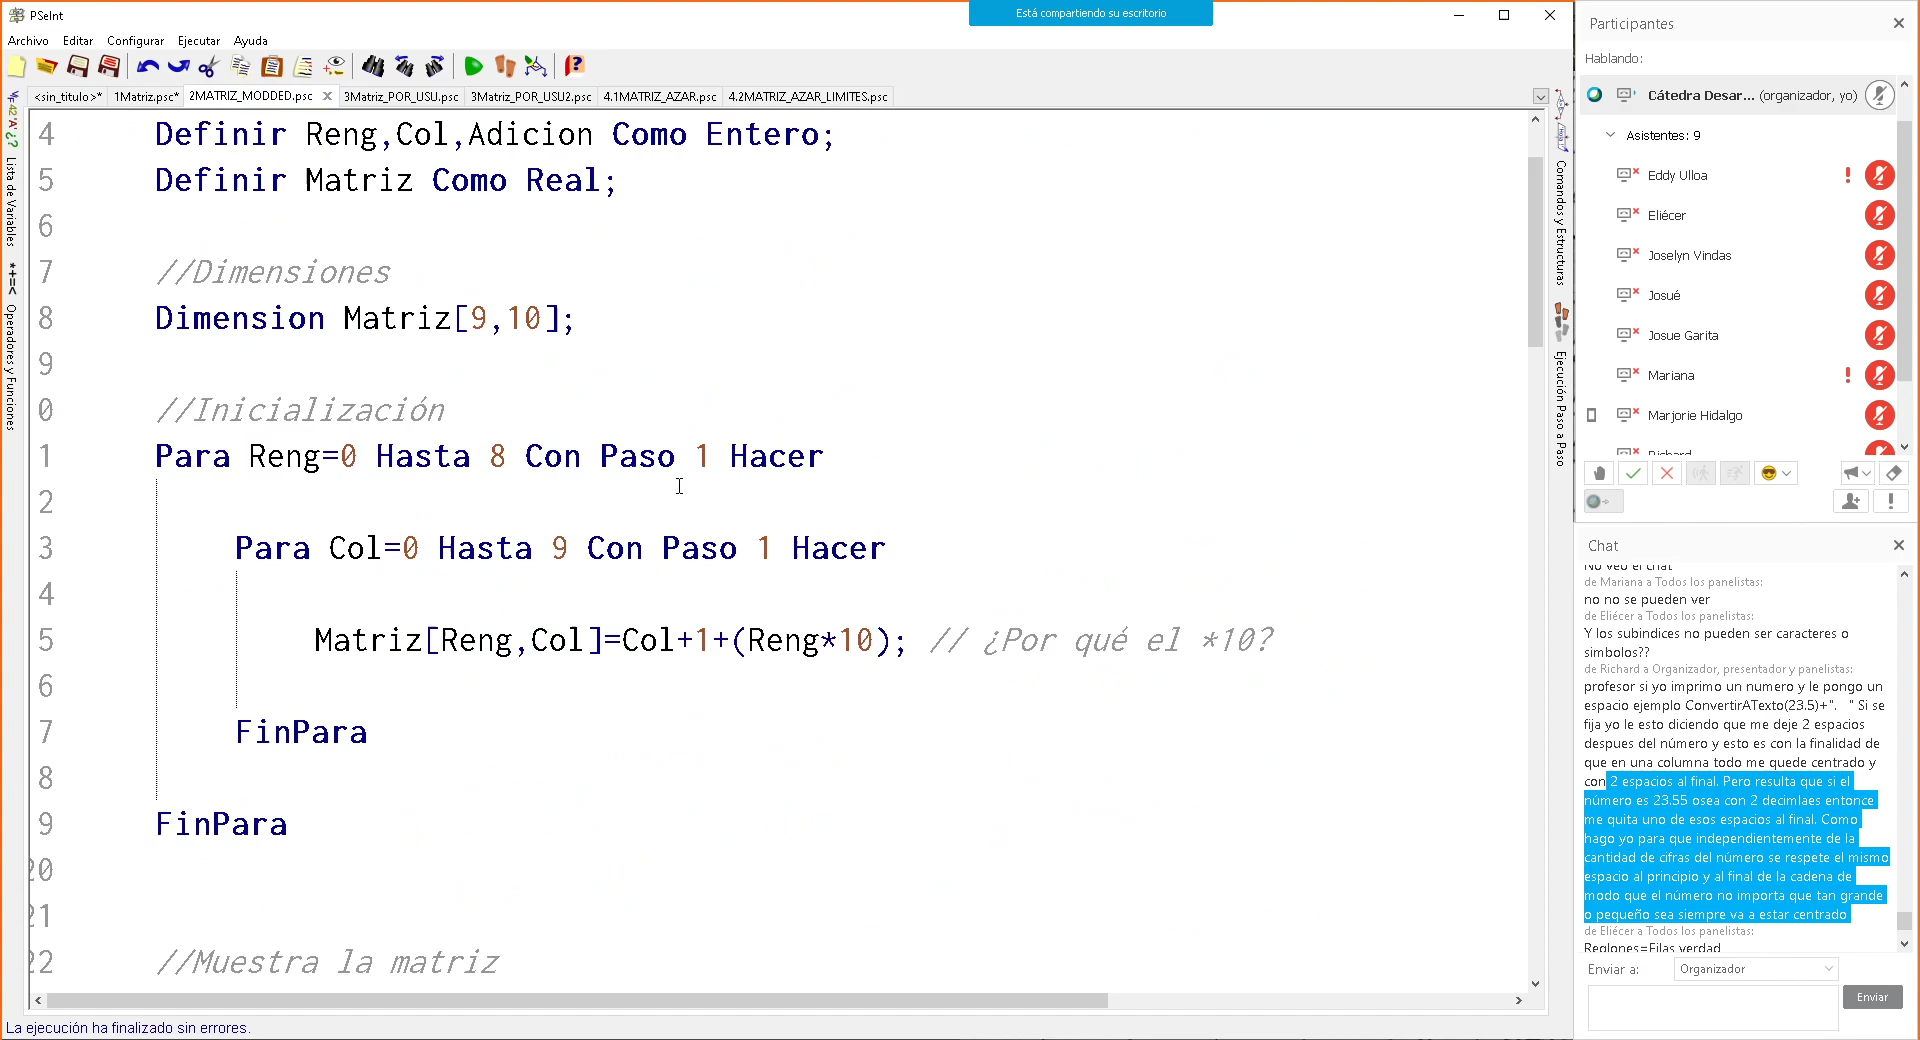 PSeInt
Está compartiendo su escritorio
Archivo Editar Configurar Ejecutar Ayuda
<sin_titulo>* 1Matriz.psc* 2MATRIZ_MODDED.psc 3Matriz_POR_USU.psc 3Matriz_POR_USU2.psc 4.1MATRIZ_AZAR.psc 4.2MATRIZ_AZAR_LIMITES.psc
Lista de Variables
Operadores y Funciones
4 Definir Reng,Col,Adicion Como Entero;
5 Definir Matriz Como Real;
6
7 //Dimensiones
8 Dimension Matriz[9,10];
9
0 //Inicialización
1 Para Reng=0 Hasta 8 Con Paso 1 Hacer
2
3 Para Col=0 Hasta 9 Con Paso 1 Hacer
4
5 Matriz[Reng,Col]=Col+1+(Reng*10); // ¿Por qué el *10?
6
7 FinPara
8
9 FinPara
20
21
22 //Muestra la matriz
Comandos y Estructuras
Ejecución Paso a Paso
La ejecución ha finalizado sin errores.
Participantes
Hablando:
Cátedra Desar... (organizador, yo)
Asistentes: 9
Eddy Ulloa
Eliécer
Joselyn Vindas
Josué
Josue Garita
Mariana
Marjorie Hidalgo
Richard
Chat
No veo el chat
de Mariana a Todos los panelistas:
no no se pueden ver
de Eliécer a Todos los panelistas:
Y los subindices no pueden ser caracteres o
simbolos??
de Richard a Organizador, presentador y panelistas:
profesor si yo imprimo un numero y le pongo un
espacio ejemplo ConvertirATexto(23.5)+".   " Si se
fija yo le esto diciendo que me deje 2 espacios
despues del número y esto es con la finalidad de
que en una columna todo me quede centrado y
con 2 espacios al final. Pero resulta que si el
número es 23.55 osea con 2 decimlaes entonce
me quita uno de esos espacios al final. Como
hago yo para que independientemente de la
cantidad de cifras del número se respete el mismo
espacio al principio y al final de la cadena de
modo que el número no importa que tan grande
o pequeño sea siempre va a estar centrado
de Eliécer a Todos los panelistas:
Reglones=Filas verdad
Enviar a: Organizador
Enviar